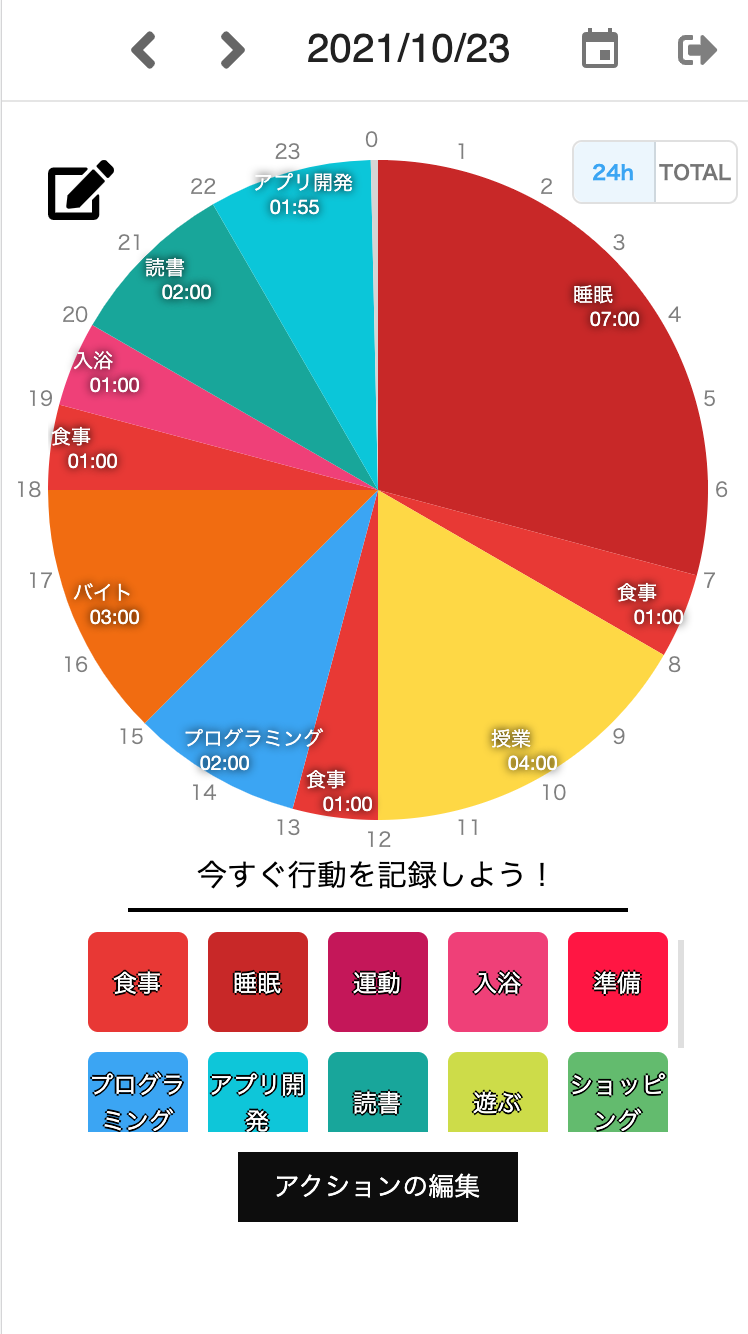 2021/10/23
24h
TOTAL
0
1
2
3
4
5
6
7
8
9
10
11
12
13
14
15
16
17
18
19
20
21
22
23
睡眠
07:00
食事
01:00
授業
04:00
食事
01:00
プログラミング
02:00
バイト
03:00
食事
01:00
入浴
01:00
読書
02:00
アプリ開発
01:55
今すぐ行動を記録しよう！
食事
睡眠
運動
入浴
準備
プログラ
ミング
アプリ開
発
読書
遊ぶ
ショッピ
ング
アクションの編集